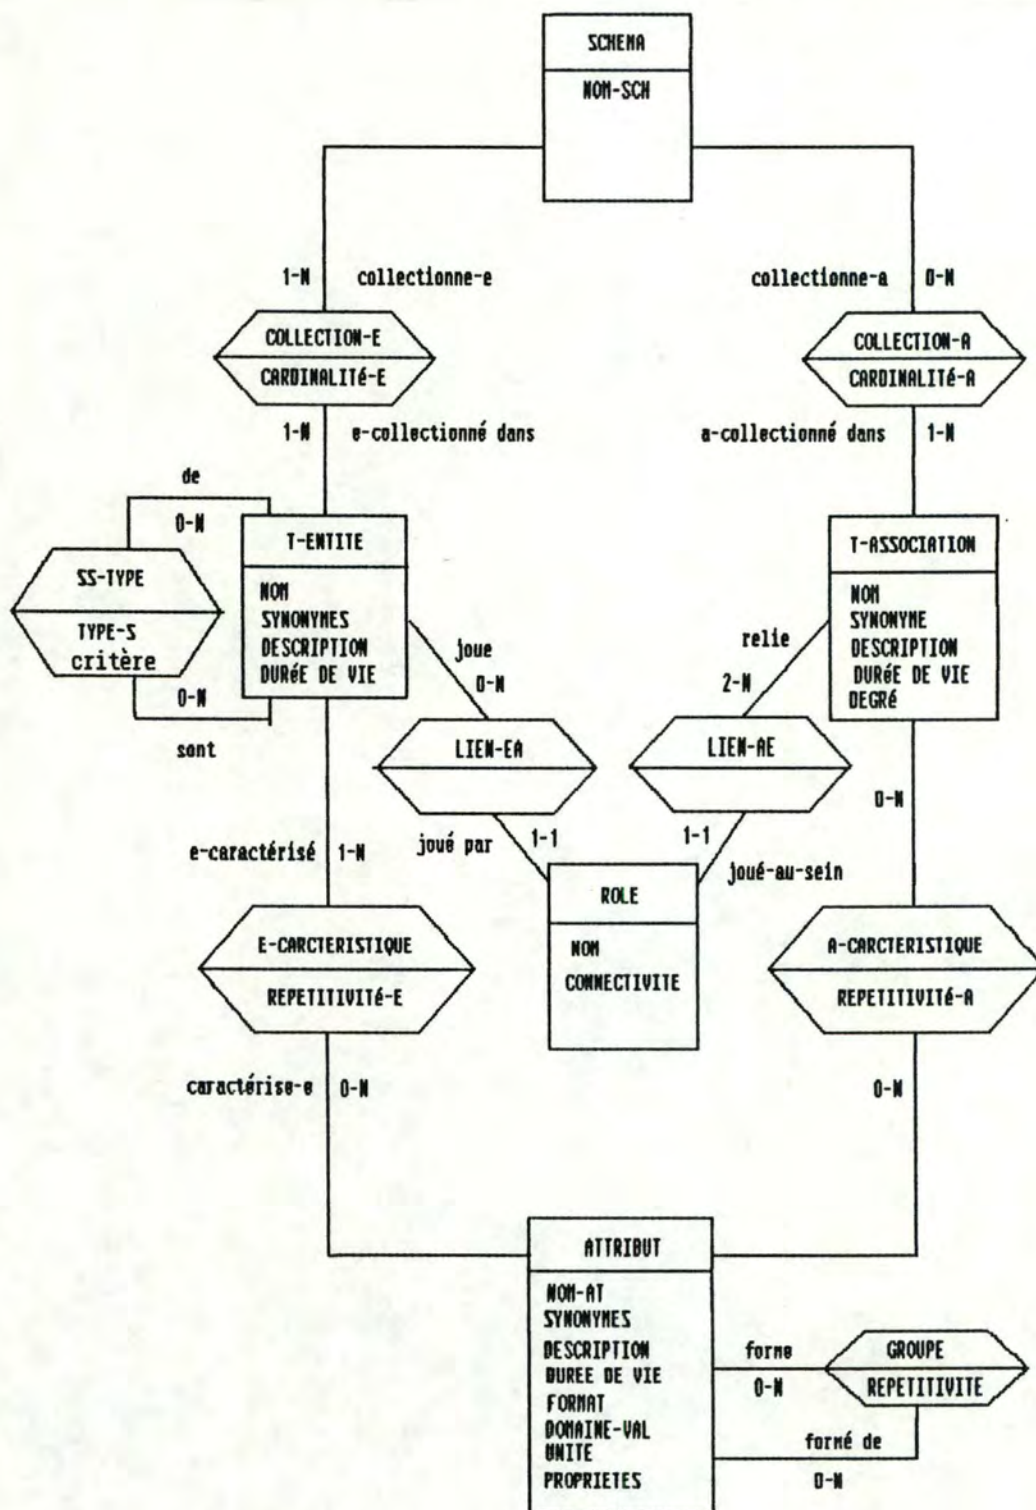 SCHEMA
NOM-SCH
1-N collectionne-e
collectionne-a 0-N
COLLECTION-E
CARDINALITé-E
COLLECTION-A
CARDINALITé-A
1-N e-collectionné dans
a-collectionné dans 1-N
de
0-N
SS-TYPE
TYPE-S
critère
0-N
sont
T-ENTITE
NOM
SYNONYMES
DESCRIPTION
DURéE DE VIE
T-ASSOCIATION
NOM
SYNONYME
DESCRIPTION
DURéE DE VIE
DEGRé
joue
0-N
relie
2-N
LIEN-EA
LIEN-AE
0-N
joué par 1-1
1-1 joué-au-sein
e-caractérisé 1-N
ROLE
NOM
CONNECTIVITE
E-CARCTERISTIQUE
REPETITIVITé-E
A-CARCTERISTIQUE
REPETITIVITé-A
caractérise-e 0-N
0-N
ATTRIBUT
NOM-AT
SYNONYMES
DESCRIPTION
DUREE DE VIE
FORMAT
DOMAINE-VAL
UNITE
PROPRIETES
forme
0-N
GROUPE
REPETITIVITE
formé de
0-N